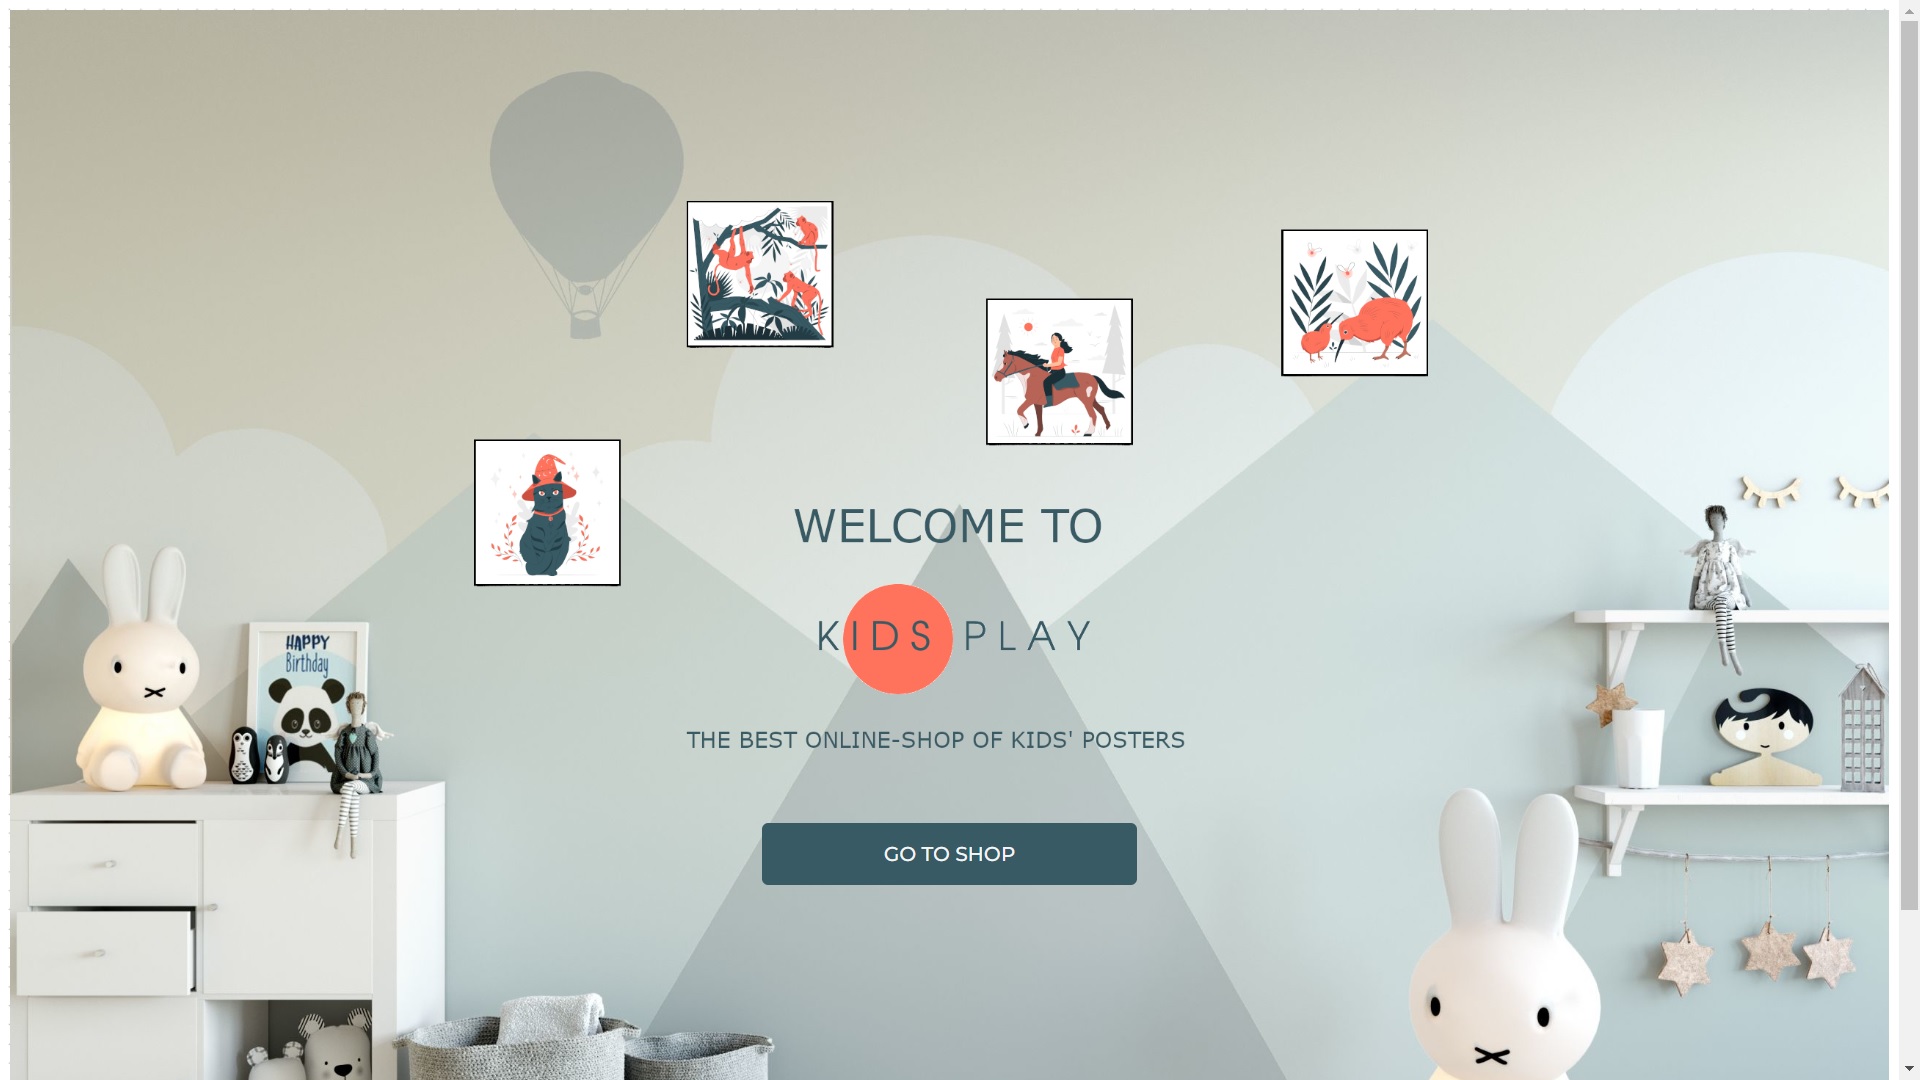 HAPPY
Birthday
WELCOME TO
KIDS PLAY
THE BEST ONLINE-SHOP OF KIDS' POSTERS
GO TO SHOP